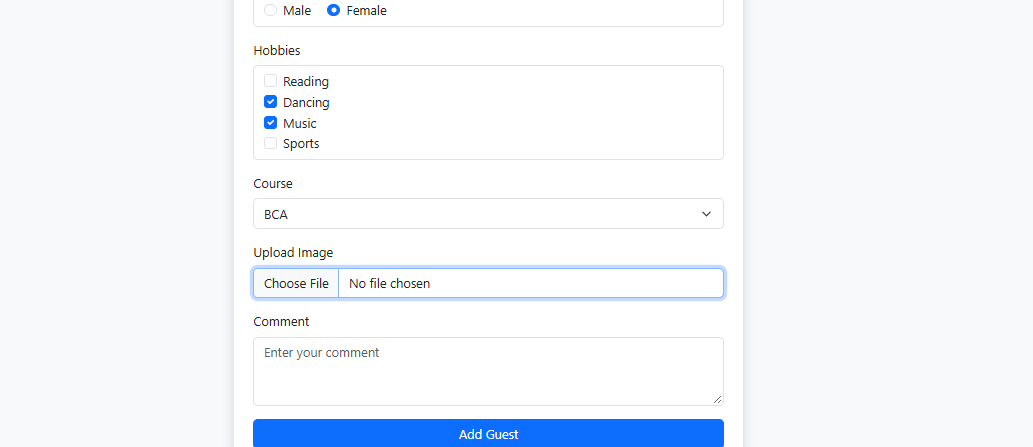 Male Female
Hobbies
Reading
Dancing
Music
Sports
Course
BCA
Upload Image
Choose File No file chosen
Comment
Enter your comment
Add Guest